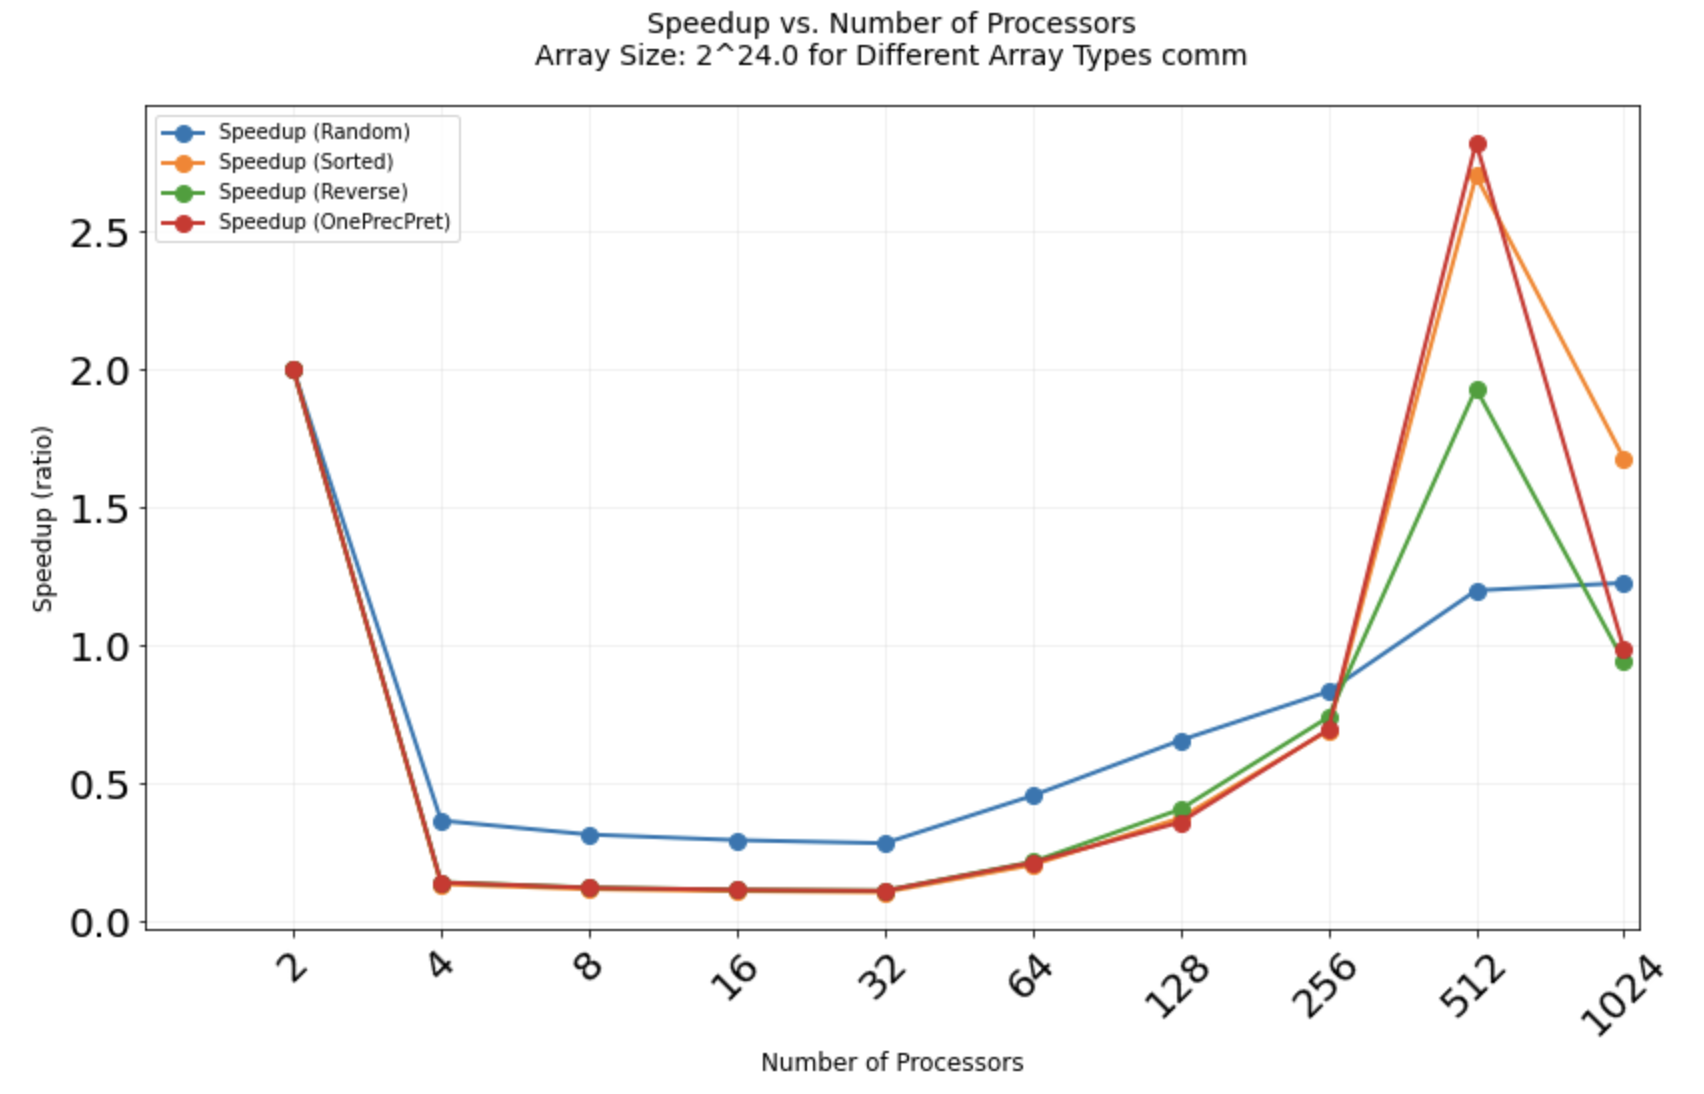 Speedup vs. Number of Processors
Array Size: 2^24.0 for Different Array Types comm
Speedup (Random)
Speedup (Sorted)
Speedup (Reverse)
Speedup (OnePrecPret)
Speedup (ratio)
2.5
2.0
1.5
1.0
0.5
0.0
2 4 8 16 32 64 128 256 512 1024
Number of Processors